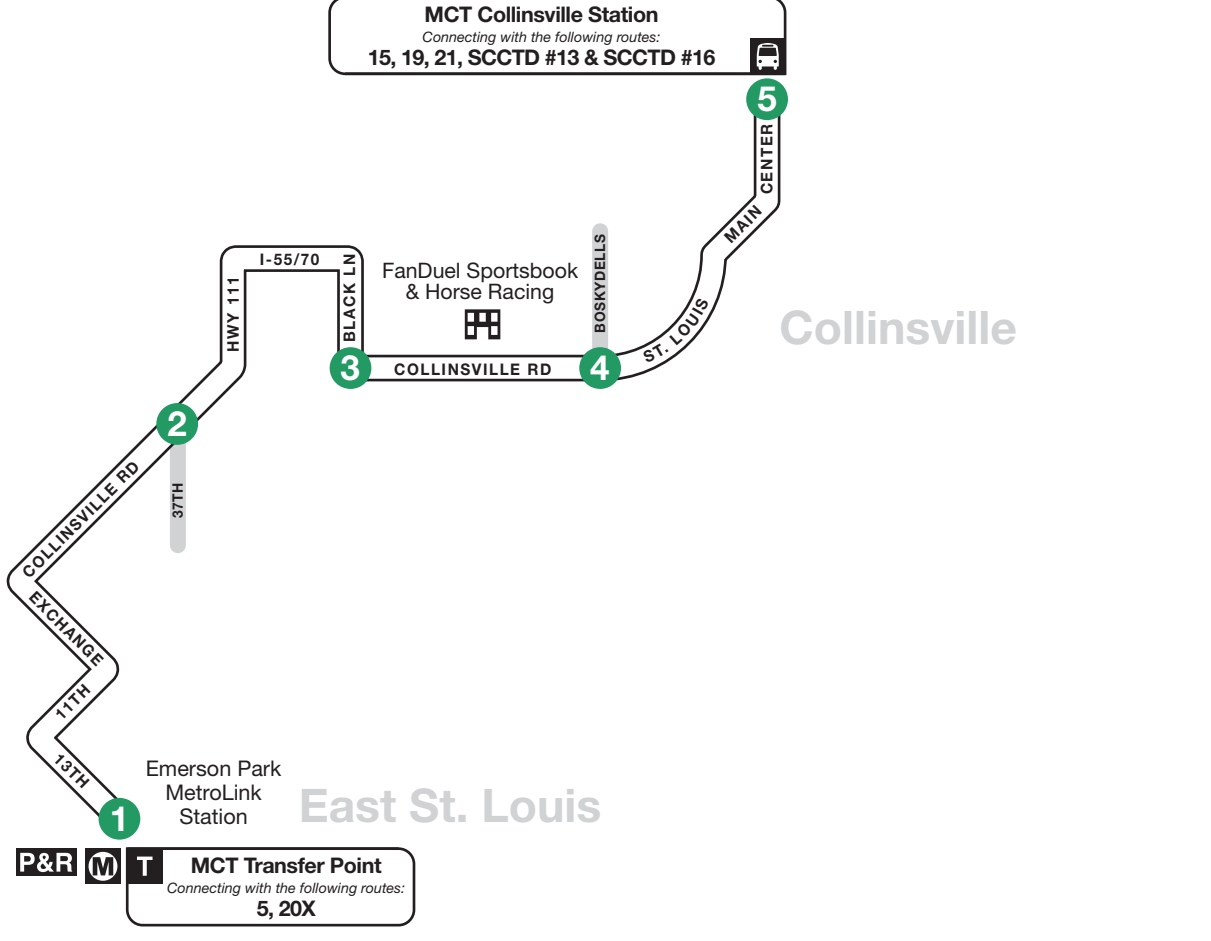 MCT Collinsville Station
Connecting with the following routes:
15, 19, 21, SCCTD #13 & SCCTD #16
5
CENTER
MAIN
ST. LOUIS
BOSKYDELLS
I-55/70
BLACK LN
HWY 111
FanDuel Sportsbook
& Horse Racing
Collinsville
3
COLLINSVILLE RD
4
2
37TH
COLLINSVILLE RD
EXCHANGE
11TH
13TH
1
Emerson Park
MetroLink
Station
East St. Louis
P&R
M
T
MCT Transfer Point
Connecting with the following routes:
5, 20X